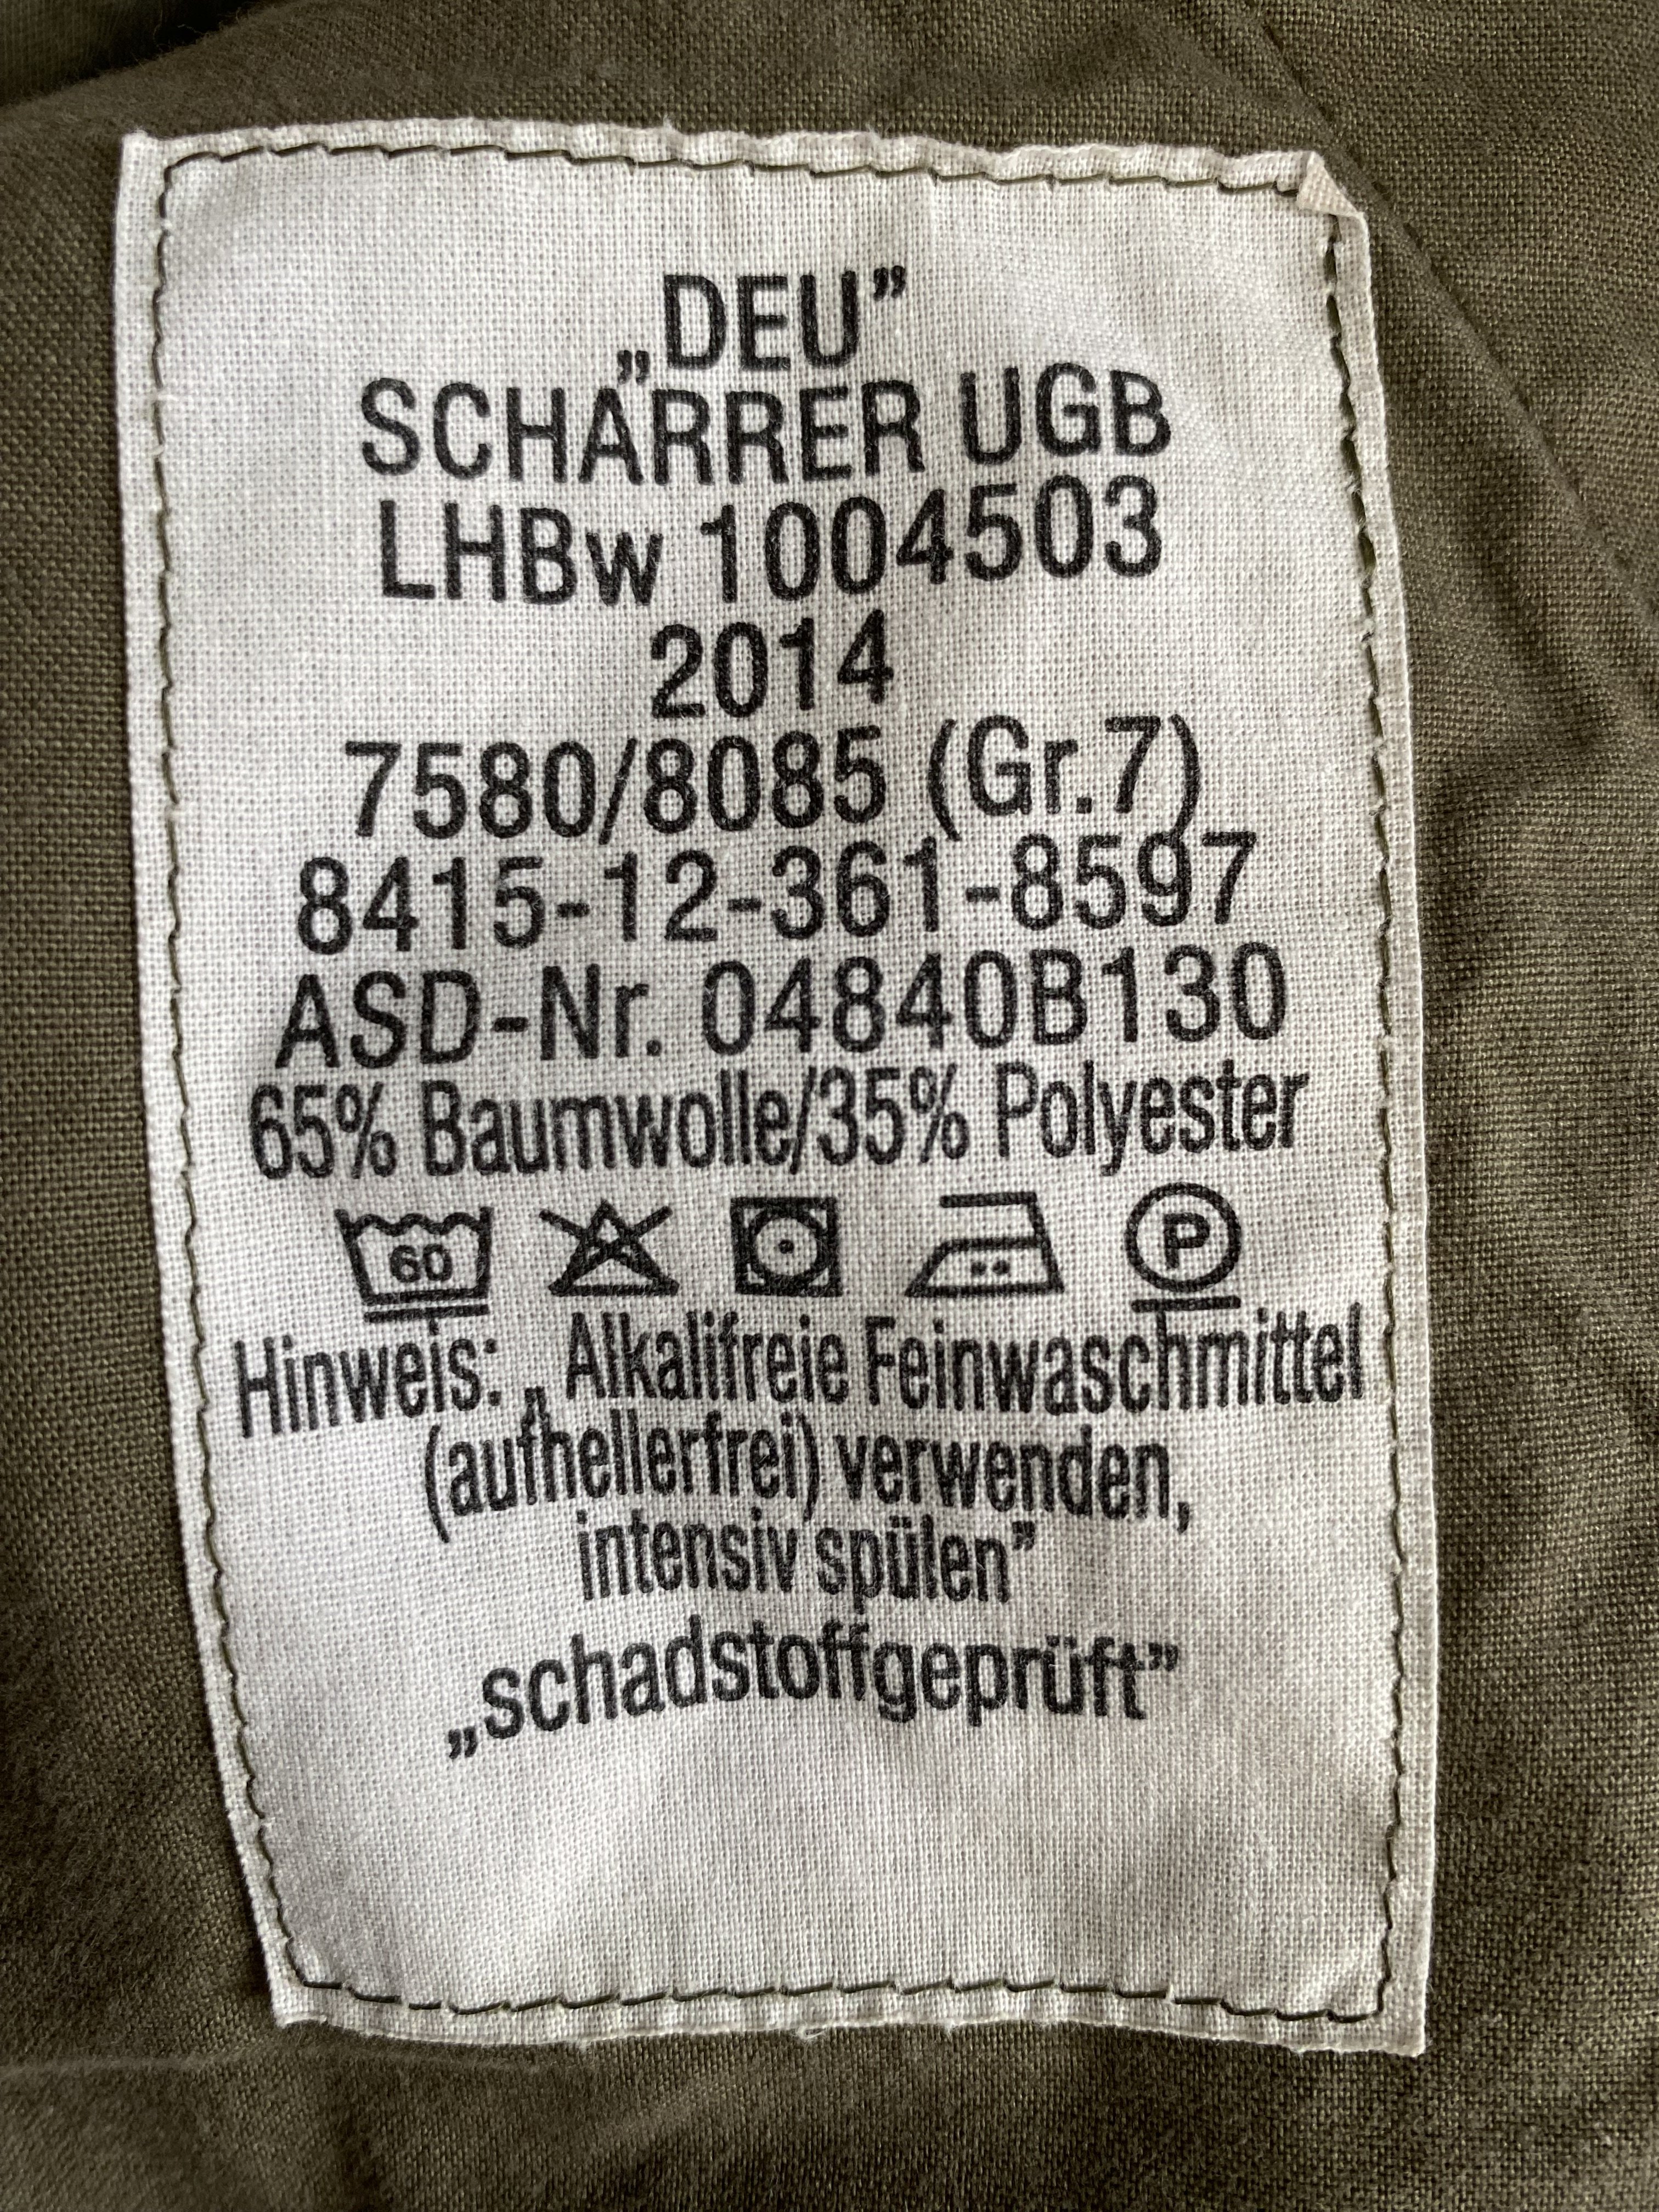 „DEU”
SCHARRER UGB
LHBw 1004503
2014
7580/8085 (Gr.7)
8415-12-361-8597
ASD-Nr. 04840B130
65% Baumwolle/35% Polyester
60 P
Hinweis: „ Alkalifreie Feinwaschmittel
(aufhellerfrei) verwenden,
intensiv spülen”
„schadstoffgeprüft”